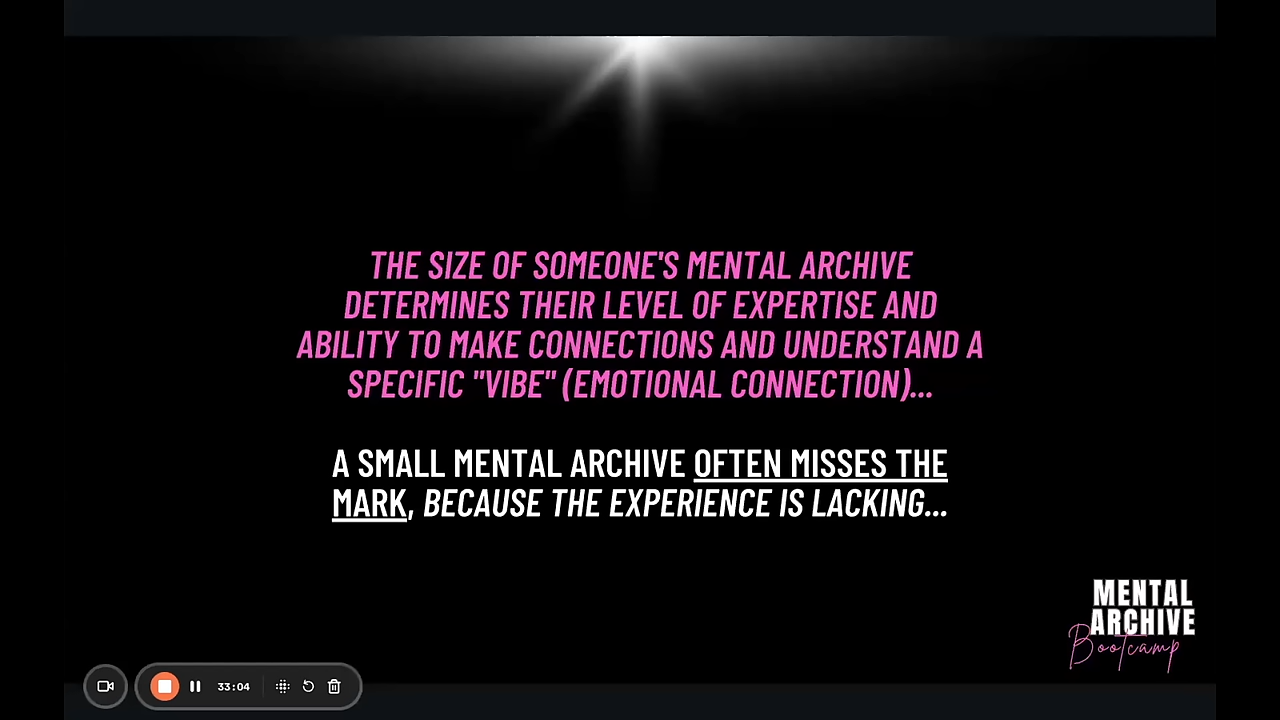 THE SIZE OF SOMEONE'S MENTAL ARCHIVE
DETERMINES THEIR LEVEL OF EXPERTISE AND
ABILITY TO MAKE CONNECTIONS AND UNDERSTAND A
SPECIFIC "VIBE" (EMOTIONAL CONNECTION)...
A SMALL MENTAL ARCHIVE OFTEN MISSES THE
MARK, BECAUSE THE EXPERIENCE IS LACKING...
MENTAL
ARCHIVE
Bootcamp
33:04